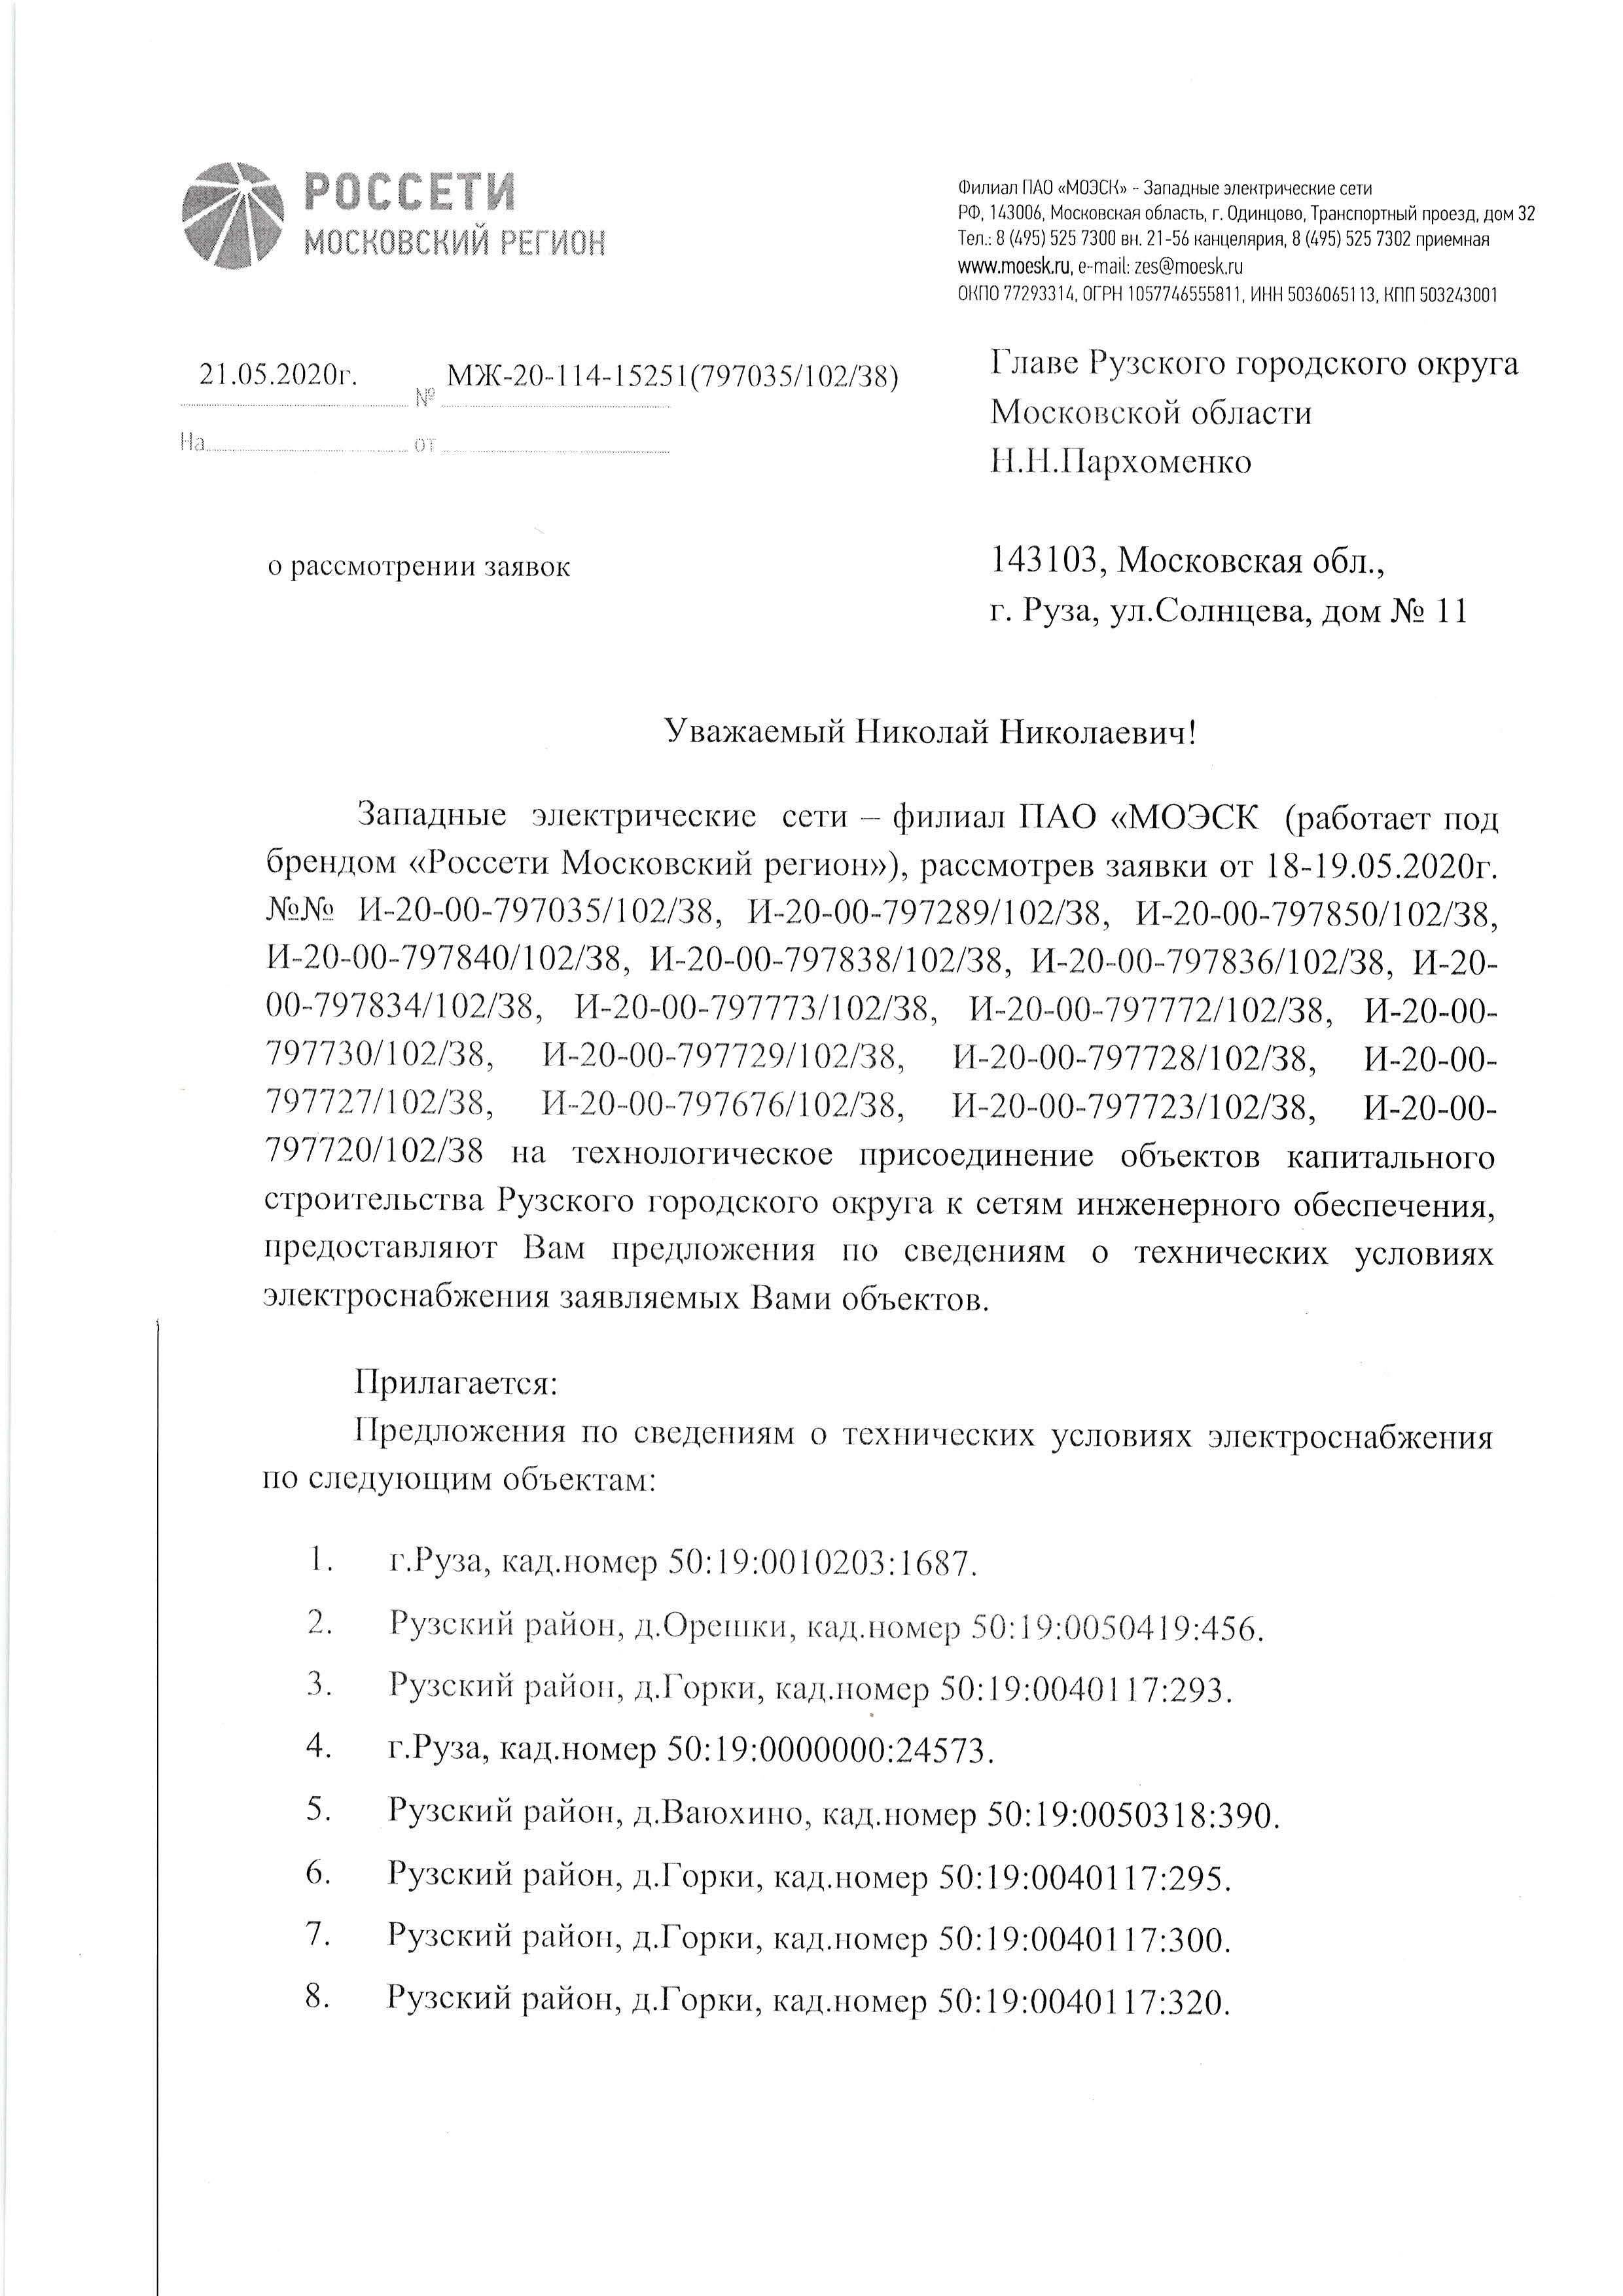 РОССЕТИ
МОСКОВСКИЙ РЕГИОН
Филиал ПАО «МОЭСК» - Западные электрические сети
РФ, 143006, Московская область, г. Одинцово, Транспортный проезд, дом 32
Тел.: 8 (495) 525 7300 вн. 21-56 канцелярия, 8 (495) 525 7302 приемная
www.moesk.ru, e-mail: zes@moesk.ru
ОКПО 77293314, ОГРН 1057746555811, ИНН 5036065113, КПП 503243001
21.05.2020г. № МЖ-20-114-15251(797035/102/38)
На от
Главе Рузского городского округа
Московской области
Н.Н.Пархоменко
о рассмотрении заявок
143103, Московская обл.,
г. Руза, ул.Солнцева, дом № 11
Уважаемый Николай Николаевич!
Западные электрические сети – филиал ПАО «МОЭСК (работает под
брендом «Россети Московский регион»), рассмотрев заявки от 18-19.05.2020г.
№№ И-20-00-797035/102/38, И-20-00-797289/102/38, И-20-00-797850/102/38,
И-20-00-797840/102/38, И-20-00-797838/102/38, И-20-00-797836/102/38, И-20-
00-797834/102/38, И-20-00-797773/102/38, И-20-00-797772/102/38, И-20-00-
797730/102/38, И-20-00-797729/102/38, И-20-00-797728/102/38, И-20-00-
797727/102/38, И-20-00-797676/102/38, И-20-00-797723/102/38, И-20-00-
797720/102/38 на технологическое присоединение объектов капитального
строительства Рузского городского округа к сетям инженерного обеспечения,
предоставляют Вам предложения по сведениям о технических условиях
электроснабжения заявляемых Вами объектов.
Прилагается:
Предложения по сведениям о технических условиях электроснабжения
по следующим объектам:
1. г.Руза, кад.номер 50:19:0010203:1687.
2. Рузский район, д.Орешки, кад.номер 50:19:0050419:456.
3. Рузский район, д.Горки, кад.номер 50:19:0040117:293.
4. г.Руза, кад.номер 50:19:0000000:24573.
5. Рузский район, д.Ваюхино, кад.номер 50:19:0050318:390.
6. Рузский район, д.Горки, кад.номер 50:19:0040117:295.
7. Рузский район, д.Горки, кад.номер 50:19:0040117:300.
8. Рузский район, д.Горки, кад.номер 50:19:0040117:320.